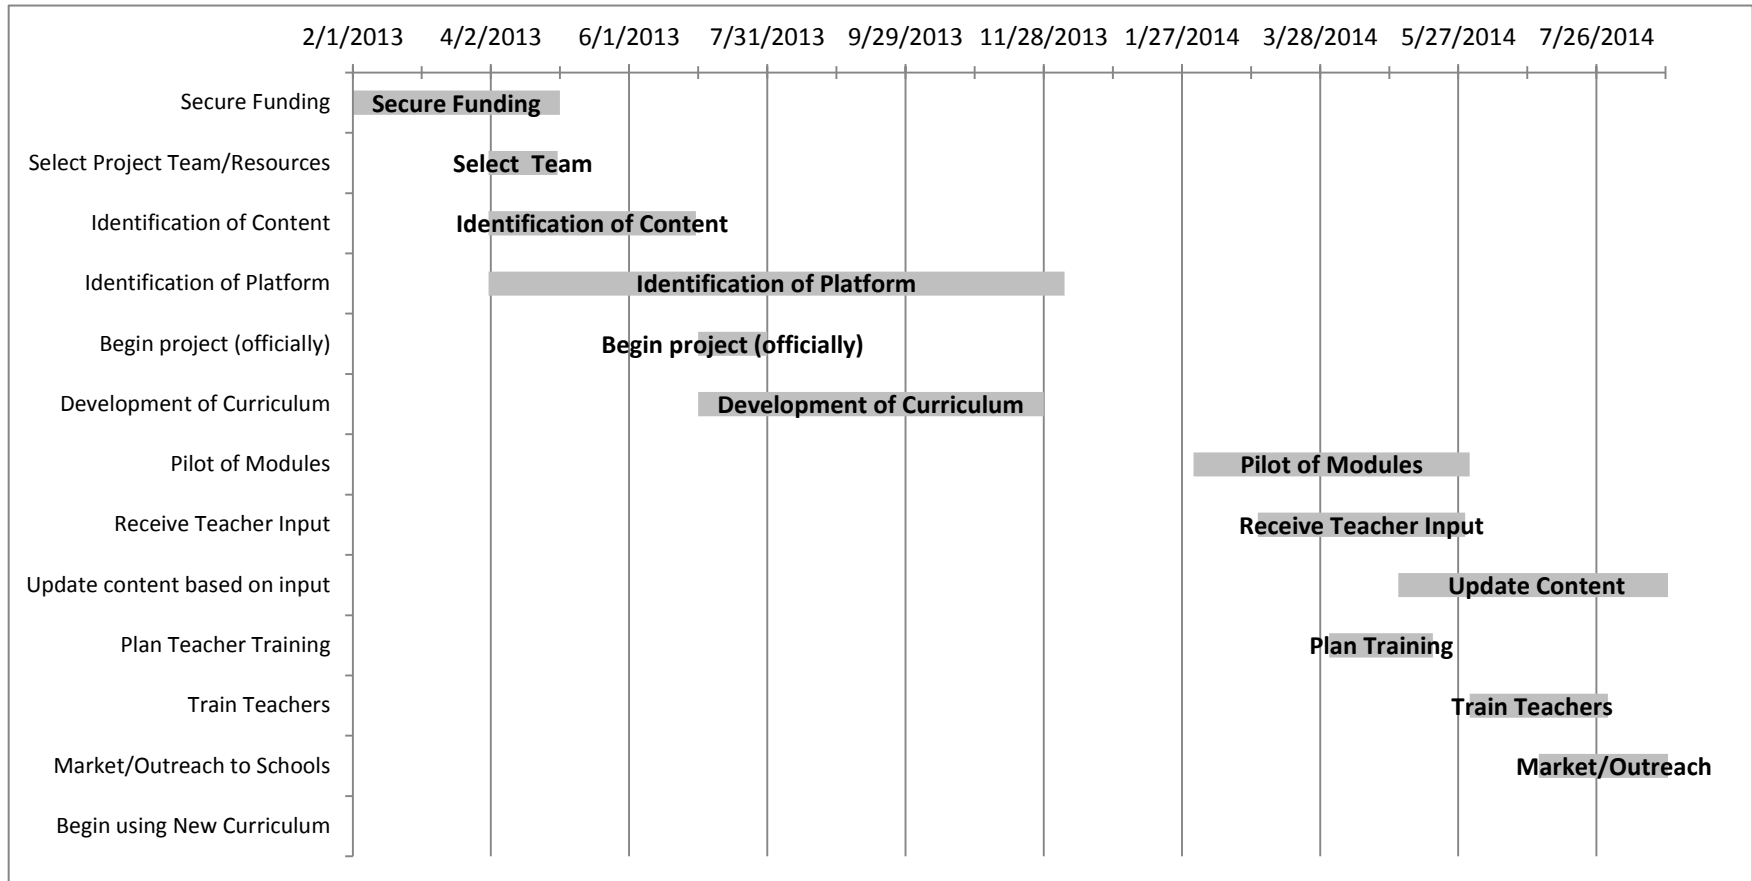 2/1/2013 4/2/2013 6/1/2013 7/31/2013 9/29/2013 11/28/2013 1/27/2014 3/28/2014 5/27/2014 7/26/2014
Secure Funding Secure Funding
Select Project Team/Resources Select  Team
Identification of Content Identification of Content
Identification of Platform Identification of Platform
Begin project (officially) Begin project (officially)
Development of Curriculum Development of Curriculum
Pilot of Modules Pilot of Modules
Receive Teacher Input Receive Teacher Input
Update content based on input Update Content
Plan Teacher Training Plan Training
Train Teachers Train Teachers
Market/Outreach to Schools Market/Outreach
Begin using New Curriculum